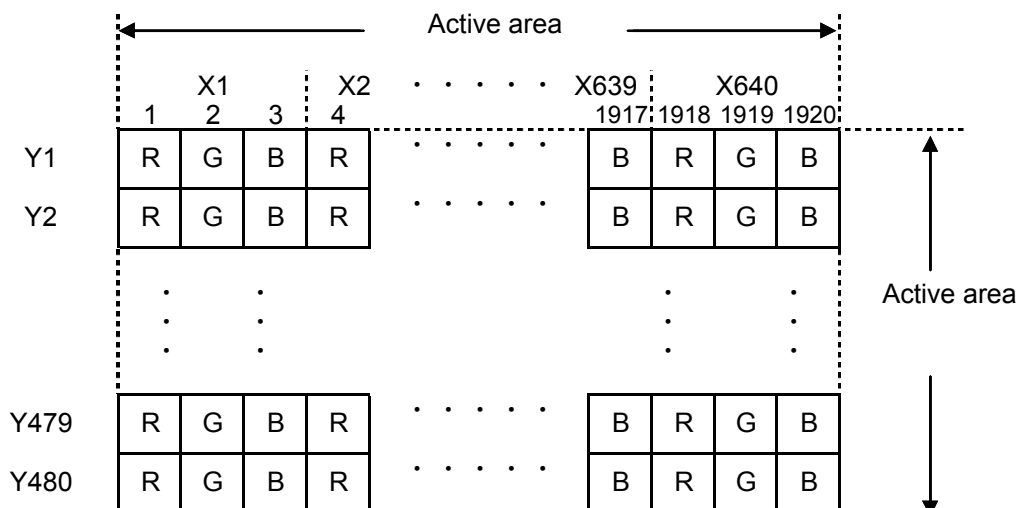 Active area
X1 X2 · · · · · X639 X640
1 2 3 4 1917 1918 1919 1920
Y1 R G B R · · · · · B R G B
Y2 R G B R · · · · · B R G B
Active area
Y479 R G B R · · · · · B R G B
Y480 R G B R · · · · · B R G B